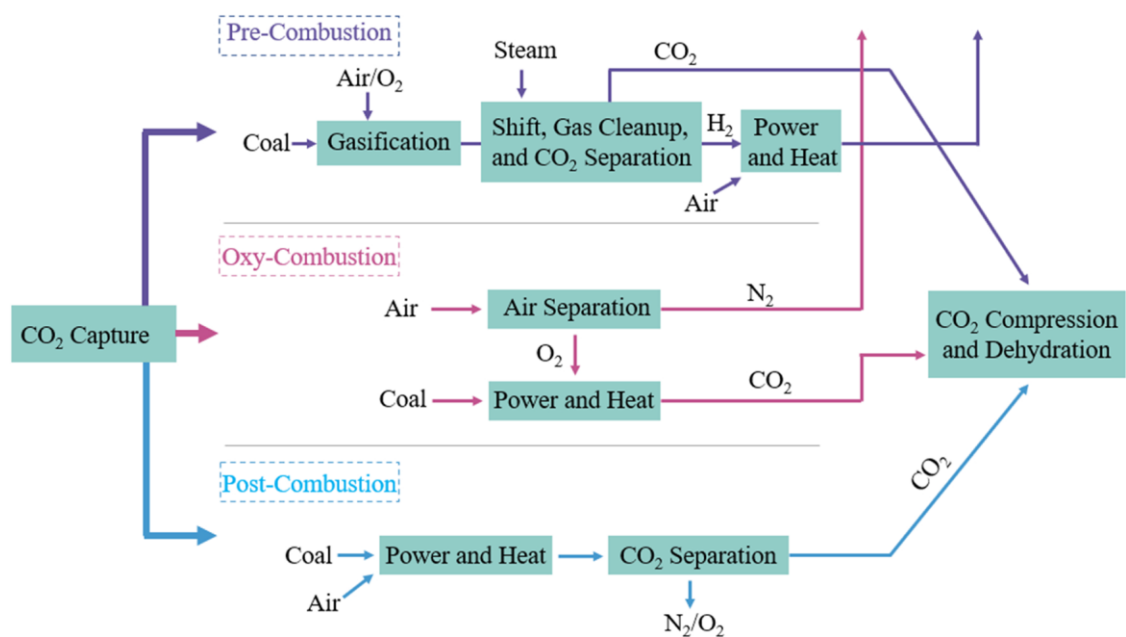 Pre-Combustion
Steam
CO₂
Air/O₂
Coal
Gasification
Shift, Gas Cleanup,
and CO₂ Separation
H₂
Power
and Heat
Air
Oxy-Combustion
Air
Air Separation
N₂
CO₂ Capture
O₂
CO₂ Compression
and Dehydration
Coal
Power and Heat
CO₂
Post-Combustion
CO₂
Coal
Power and Heat
CO₂ Separation
Air
N₂/O₂